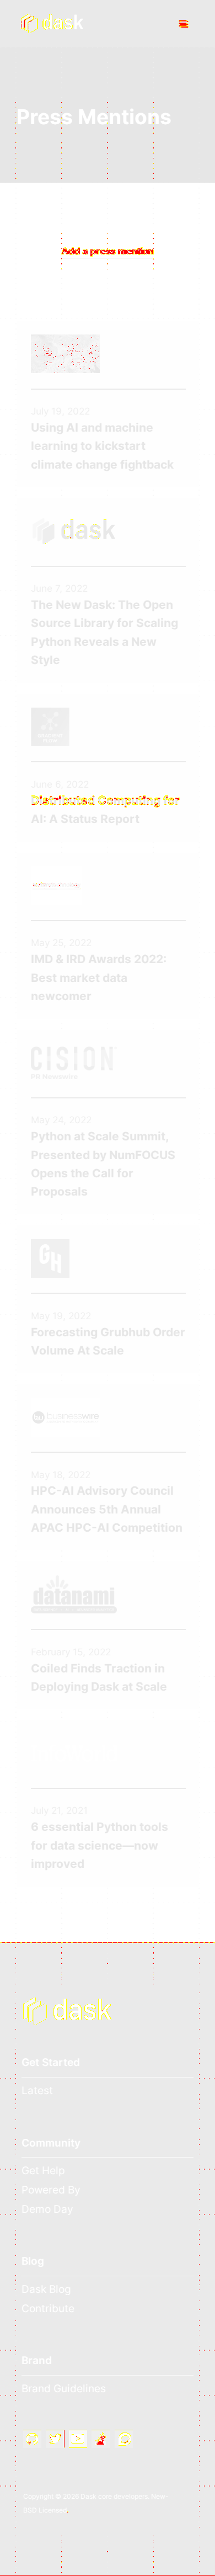 dask
Press Mentions
Add a press mention
July 19, 2022
Using AI and machine
learning to kickstart
climate change fightback
dask
June 7, 2022
The New Dask: The Open
Source Library for Scaling
Python Reveals a New
Style
June 6, 2022
Distributed Computing for
AI: A Status Report
May 25, 2022
IMD & IRD Awards 2022:
Best market data
newcomer
CISION
PR Newswire
May 24, 2022
Python at Scale Summit,
Presented by NumFOCUS
Opens the Call for
Proposals
GH
May 19, 2022
Forecasting Grubhub Order
Volume At Scale
businesswire
May 18, 2022
HPC-AI Advisory Council
Announces 5th Annual
APAC HPC-AI Competition
datanami
February 15, 2022
Coiled Finds Traction in
Deploying Dask at Scale
July 21, 2021
6 essential Python tools
for data science—now
improved
dask
Get Started
Latest
Community
Get Help
Powered By
Demo Day
Blog
Dask Blog
Contribute
Brand
Brand Guidelines